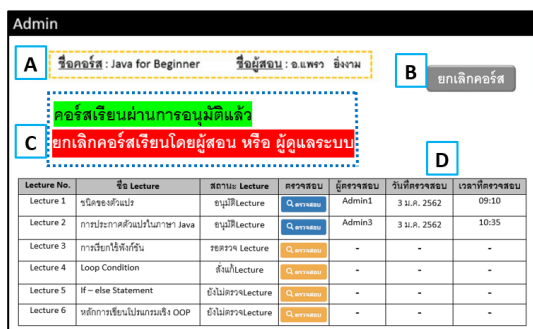 Admin
A
ชื่อคอร์ส : Java for Beginner ชื่อผู้สอน : อ.แพรว ยิ่งงาม
B
ยกเลิกคอร์ส
C
คอร์สเรียนผ่านการอนุมัติแล้ว
ยกเลิกคอร์สเรียนโดยผู้สอน หรือ ผู้ดูแลระบบ
D
Lecture No. ชื่อ Lecture สถานะ Lecture ตรวจสอบ ผู้ตรวจสอบ วันที่ตรวจสอบ เวลาที่ตรวจสอบ
Lecture 1 ชนิดของตัวแปร อนุมัติLecture ตรวจสอบ Admin1 3 ม.ค. 2562 09:10
Lecture 2 การประกาศตัวแปรในภาษา Java อนุมัติLecture ตรวจสอบ Admin3 3 ม.ค. 2562 10:35
Lecture 3 การเรียกใช้ฟังก์ชัน รอตรวจ Lecture ตรวจสอบ - - -
Lecture 4 Loop Condition สั่งแก้Lecture ตรวจสอบ - - -
Lecture 5 If – else Statement ยังไม่ตรวจLecture ตรวจสอบ - - -
Lecture 6 หลักการเขียนโปรแกรมเชิง OOP ยังไม่ตรวจLecture ตรวจสอบ - - -